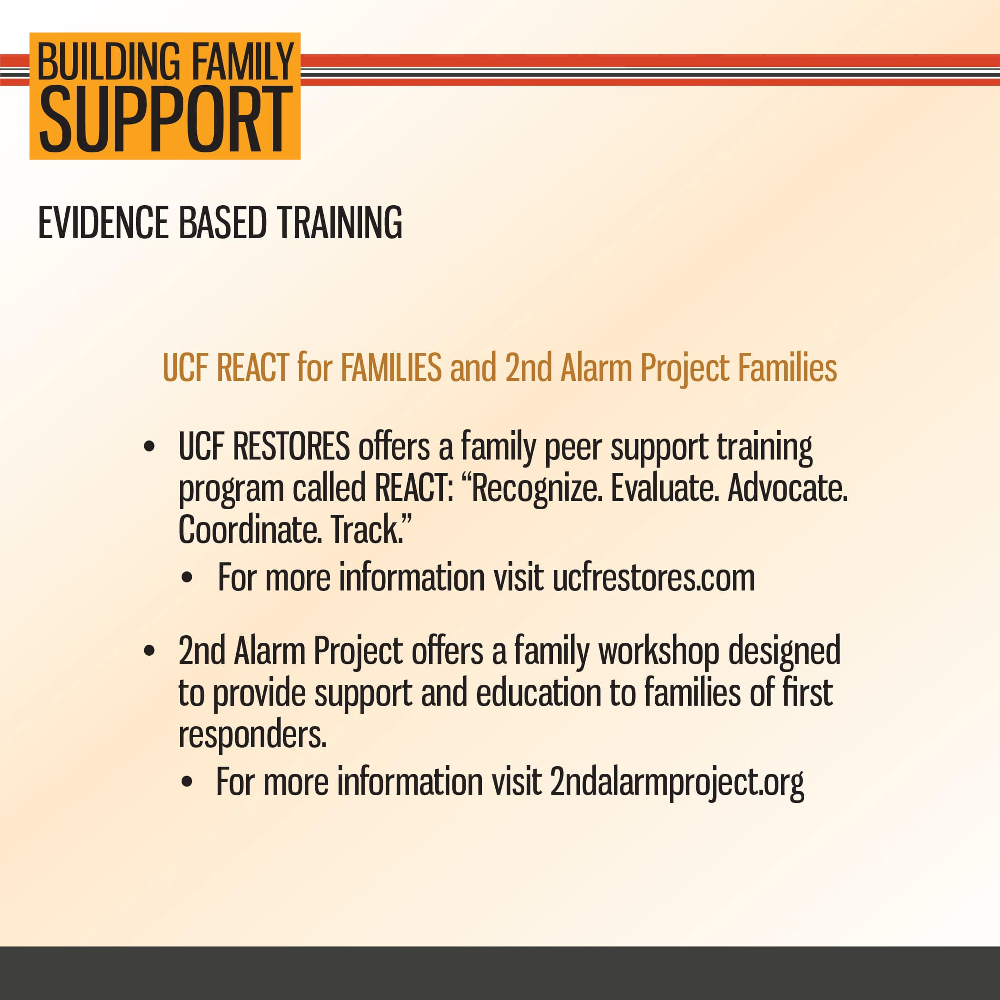 BUILDING FAMILY
SUPPORT
EVIDENCE BASED TRAINING
UCF REACT for FAMILIES and 2nd Alarm Project Families
• UCF RESTORES offers a family peer support training
program called REACT: “Recognize. Evaluate. Advocate.
Coordinate. Track.”
• For more information visit ucfrestores.com
• 2nd Alarm Project offers a family workshop designed
to provide support and education to families of first
responders.
• For more information visit 2ndalarmproject.org